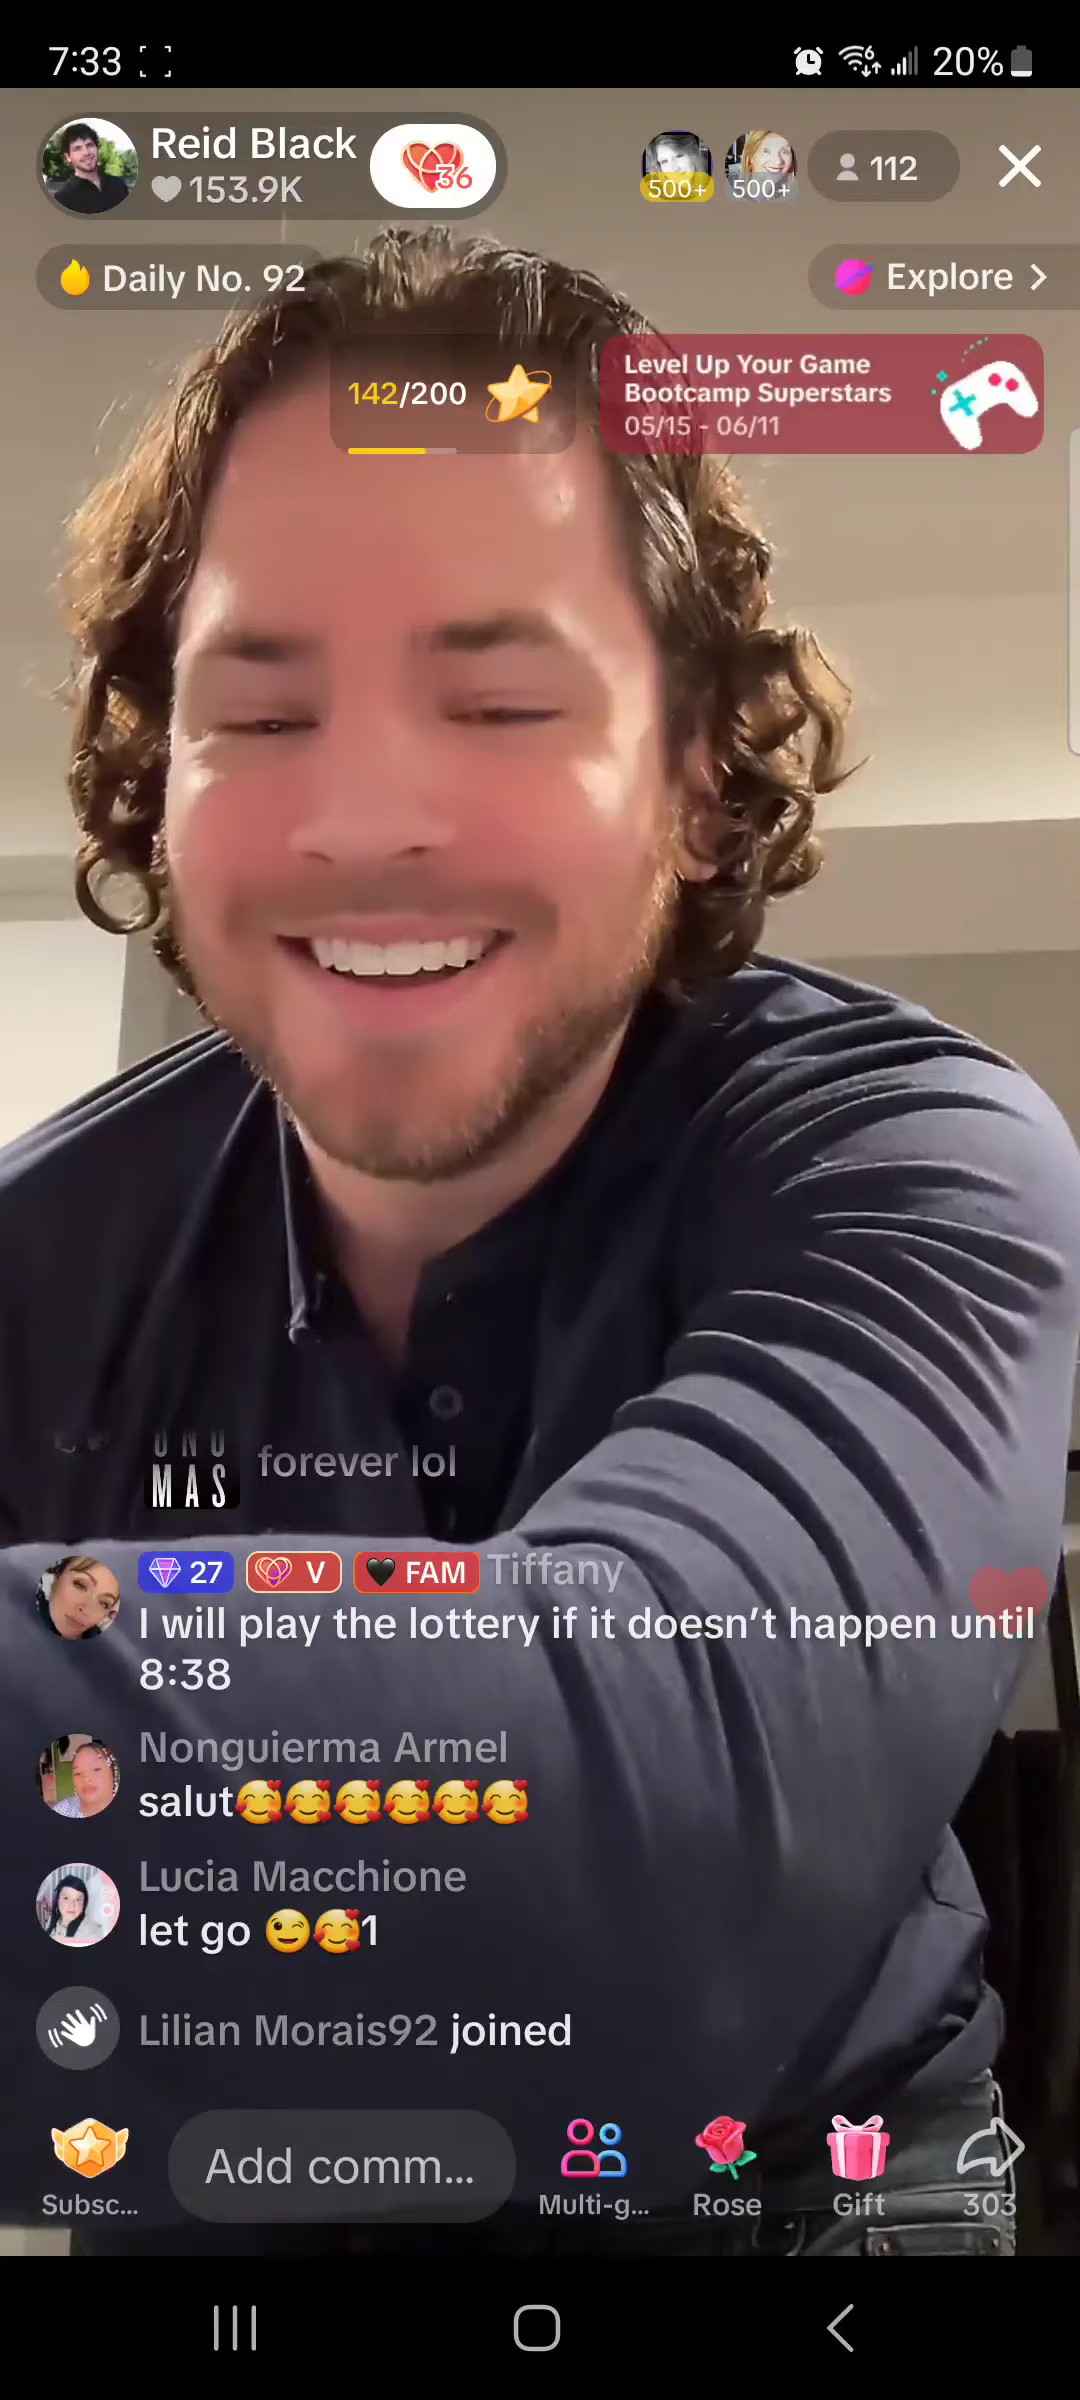 7:33
20%
Reid Black
153.9K
36
500+
500+
112
Daily No. 92
Explore
142/200
Level Up Your Game
Bootcamp Superstars
05/15 - 06/11
UNO
MAS
forever lol
27 V FAM Tiffany
I will play the lottery if it doesn't happen until
8:38
Nonguierma Armel
salut🥰🥰🥰🥰🥰🥰
Lucia Macchione
let go 😉🥰1
Lilian Morais92 joined
Subsc...
Add comm...
Multi-g...
Rose
Gift
303